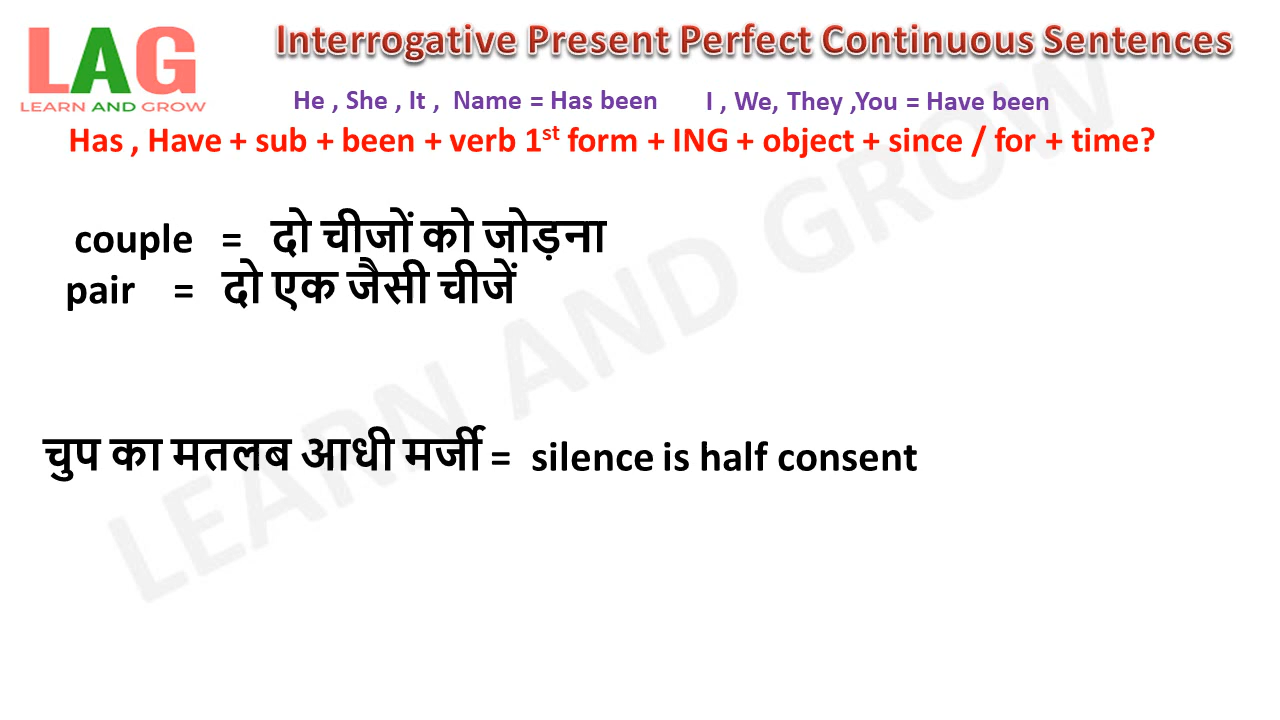 LAG
LEARN AND GROW
Interrogative Present Perfect Continuous Sentences
He , She , It ,  Name = Has been      I , We, They ,You = Have been
Has , Have + sub + been + verb 1st form + ING + object + since / for + time?
couple  =  दो चीजों को जोड़ना
pair  =  दो एक जैसी चीजें
चुप का मतलब आधी मर्जी =  silence is half consent
LEARN AND GROW